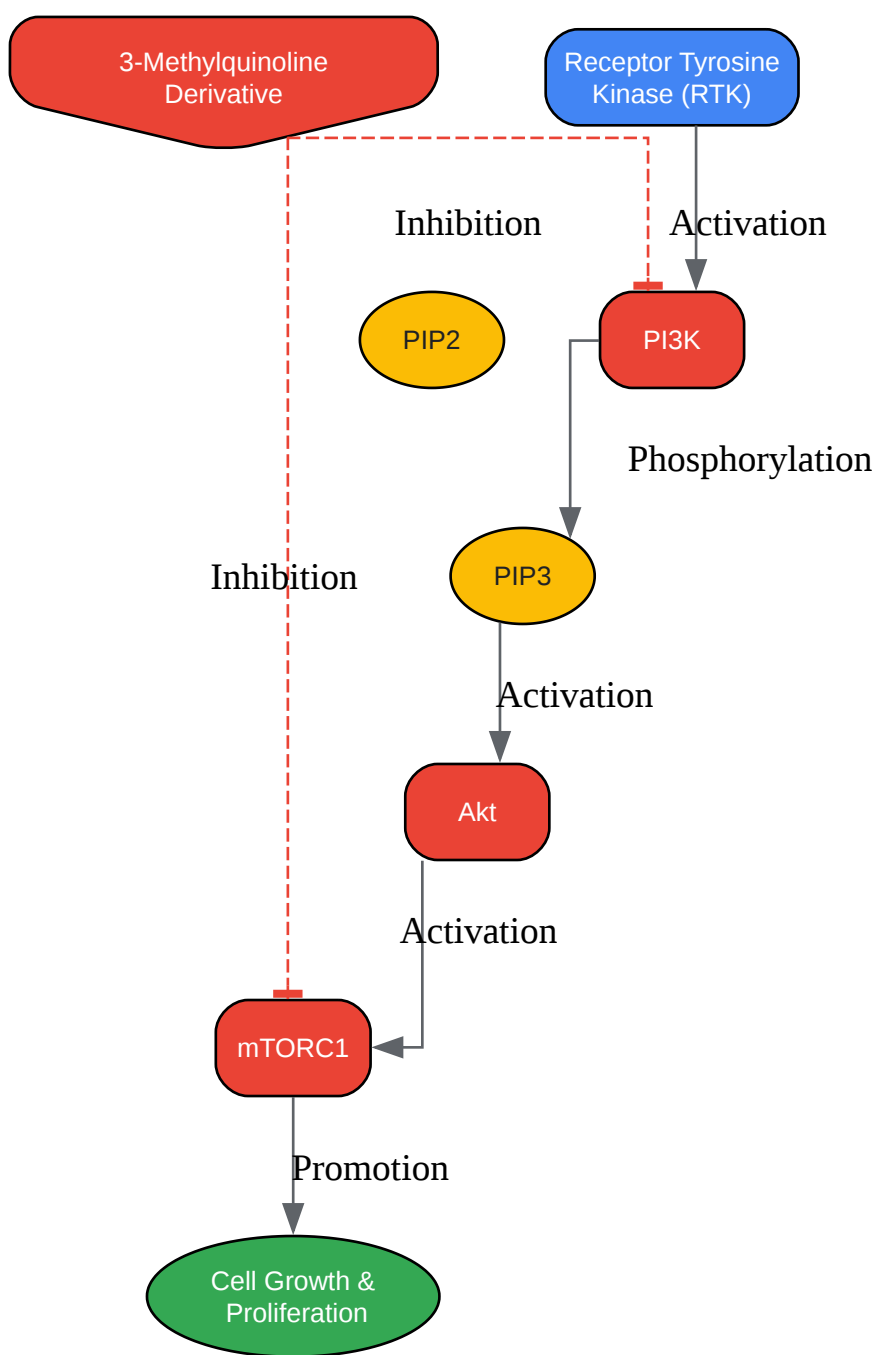 3-Methylquinoline
Derivative
Receptor Tyrosine
Kinase (RTK)
Inhibition
Activation
PIP2
PI3K
Phosphorylation
Inhibition
PIP3
Activation
Akt
Activation
mTORC1
Promotion
Cell Growth &
Proliferation